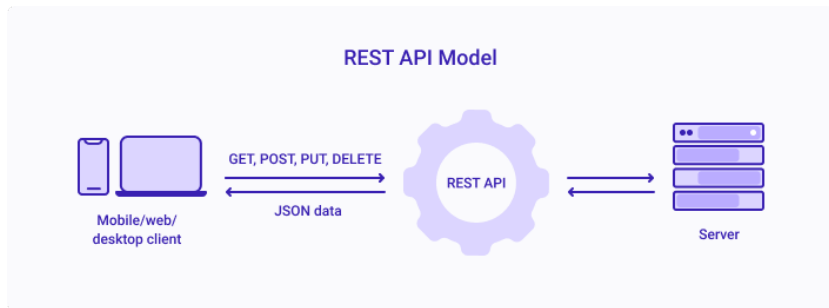 REST API Model
GET, POST, PUT, DELETE
JSON data
Mobile/web/
desktop client
REST API
Server